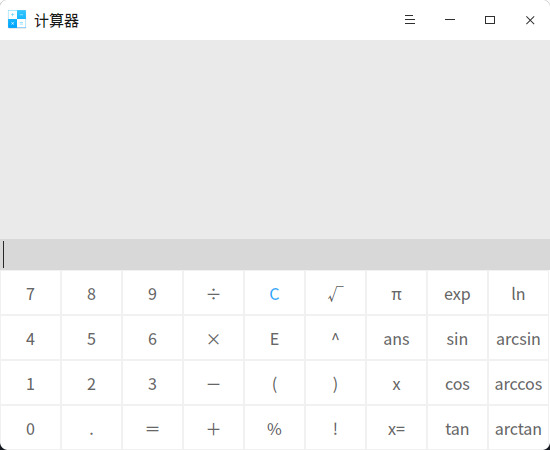 计算器
7 8 9 ÷ C √ π exp ln
4 5 6 × E ^ ans sin arcsin
1 2 3 − ( ) x cos arccos
0 . = + % ! x= tan arctan